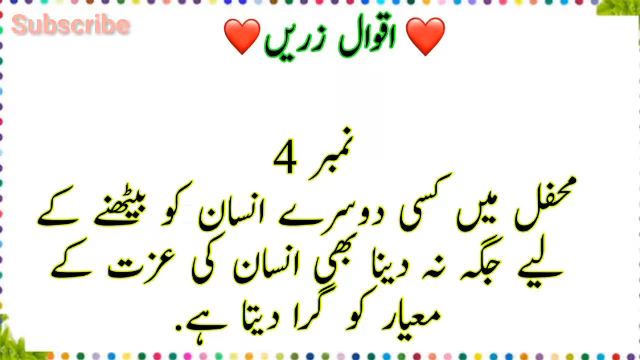 Subscribe
❤️ اقوال زریں ❤️
نمبر 4
محفل میں کسی دوسرے انسان کو بیٹھنے کے
لیے جگہ نہ دینا بھی انسان کی عزت کے
معیار کو گرا دیتا ہے.